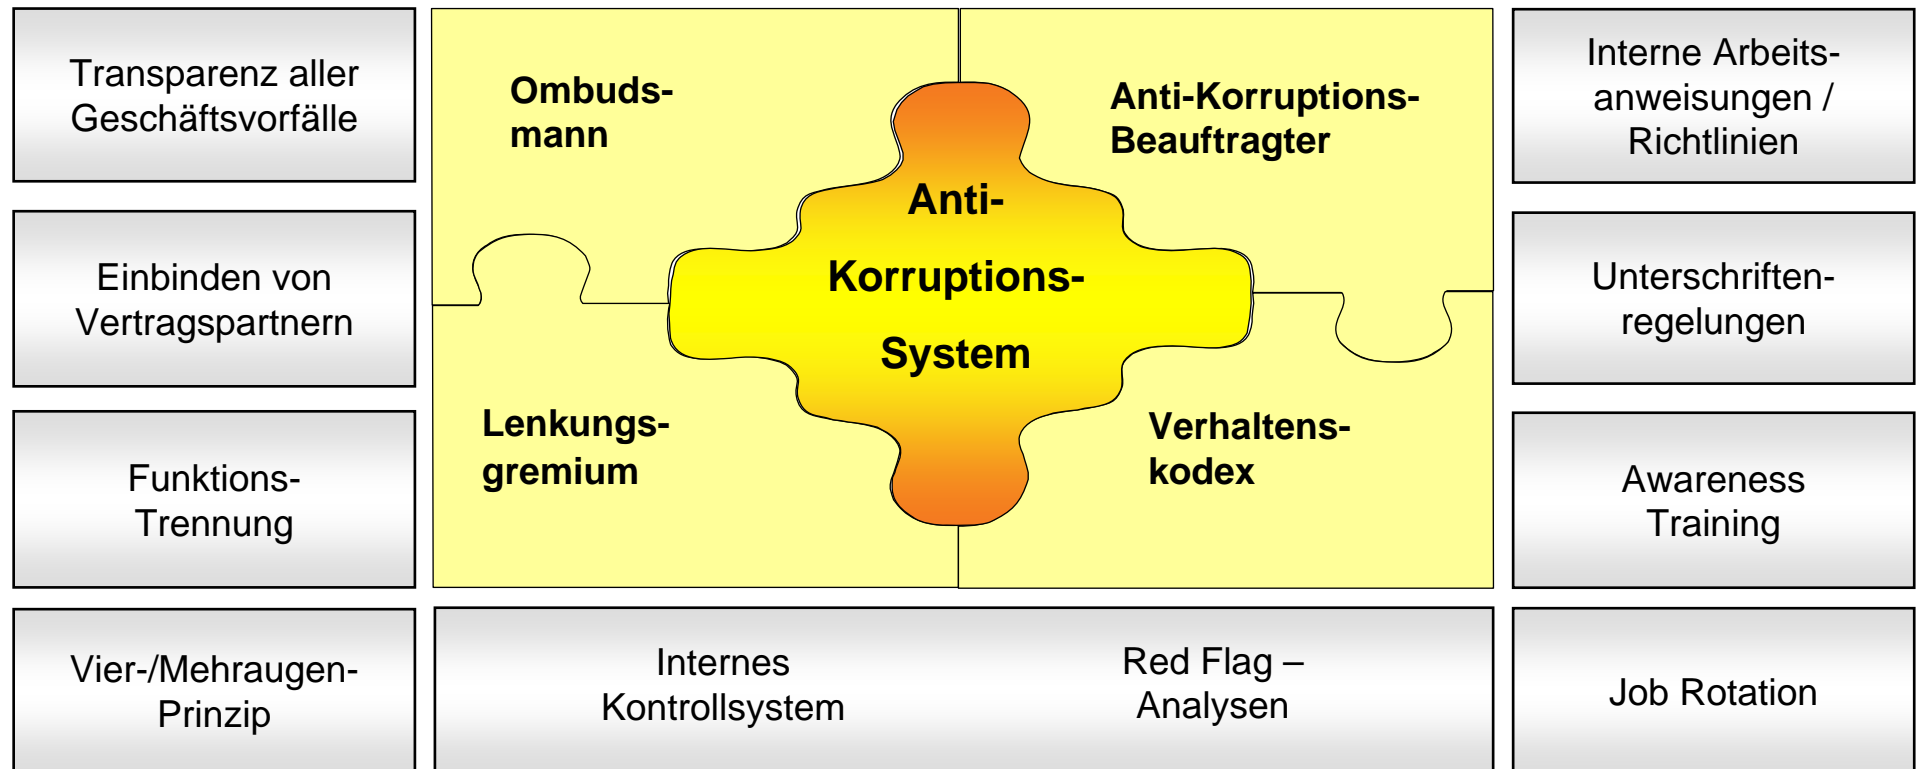 Transparenz aller
Geschäftsvorfälle
Einbinden von
Vertragspartnern
Funktions-
Trennung
Vier-/Mehraugen-
Prinzip
Ombuds-
mann
Anti-Korruptions-
Beauftragter
Anti-
Korruptions-
System
Lenkungs-
gremium
Verhaltens-
kodex
Internes
Kontrollsystem
Red Flag –
Analysen
Interne Arbeits-
anweisungen /
Richtlinien
Unterschriften-
regelungen
Awareness
Training
Job Rotation